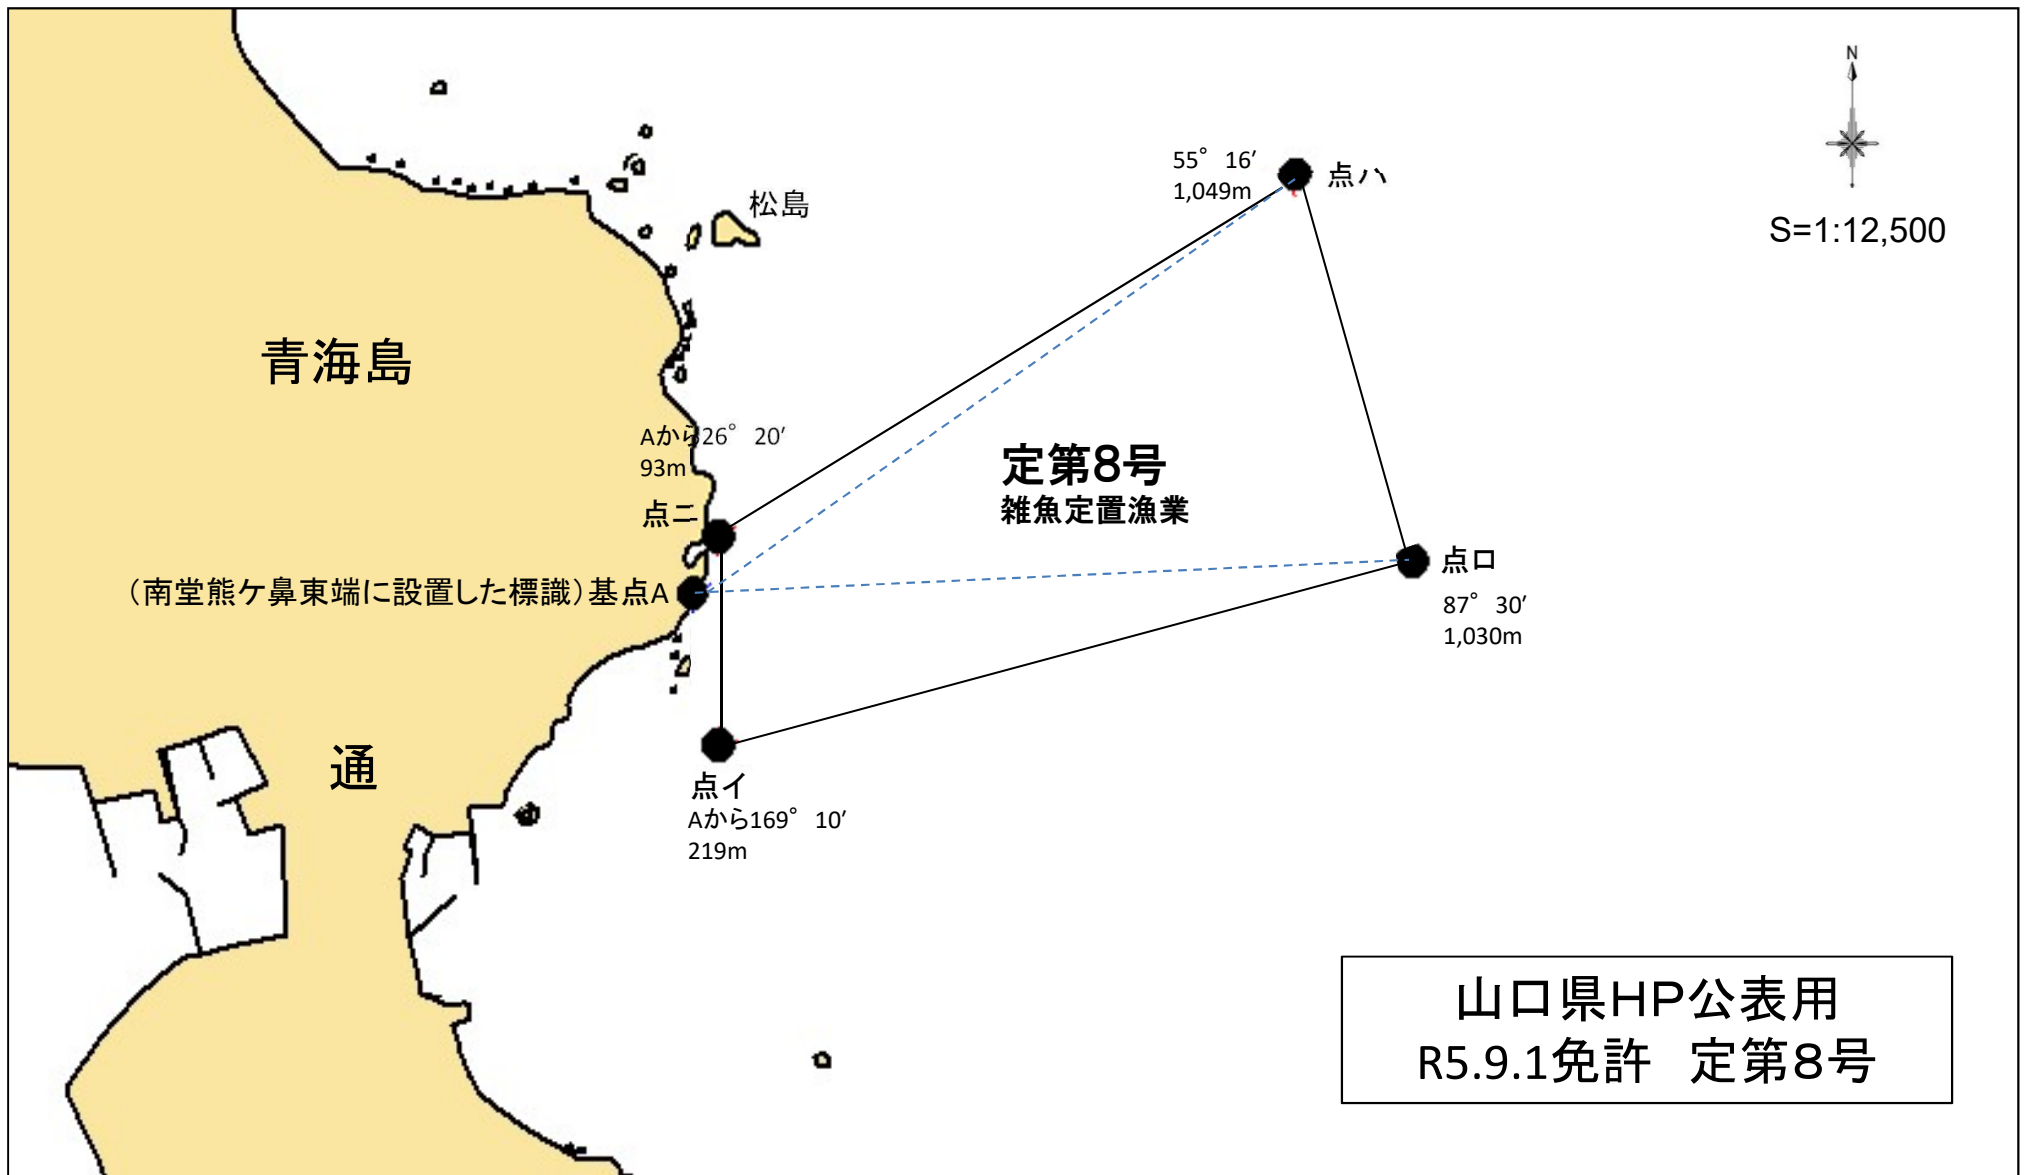 N
55° 16′
1,049m
点ハ
松島
S=1:12,500
青海島
Aから26° 20′
93m
定第8号
雑魚定置漁業
点ニ
点ロ
(南堂熊ケ鼻東端に設置した標識)基点A
87° 30′
1,030m
通
点イ
Aから169° 10′
219m
山口県HP公表用
R5.9.1免許　定第8号